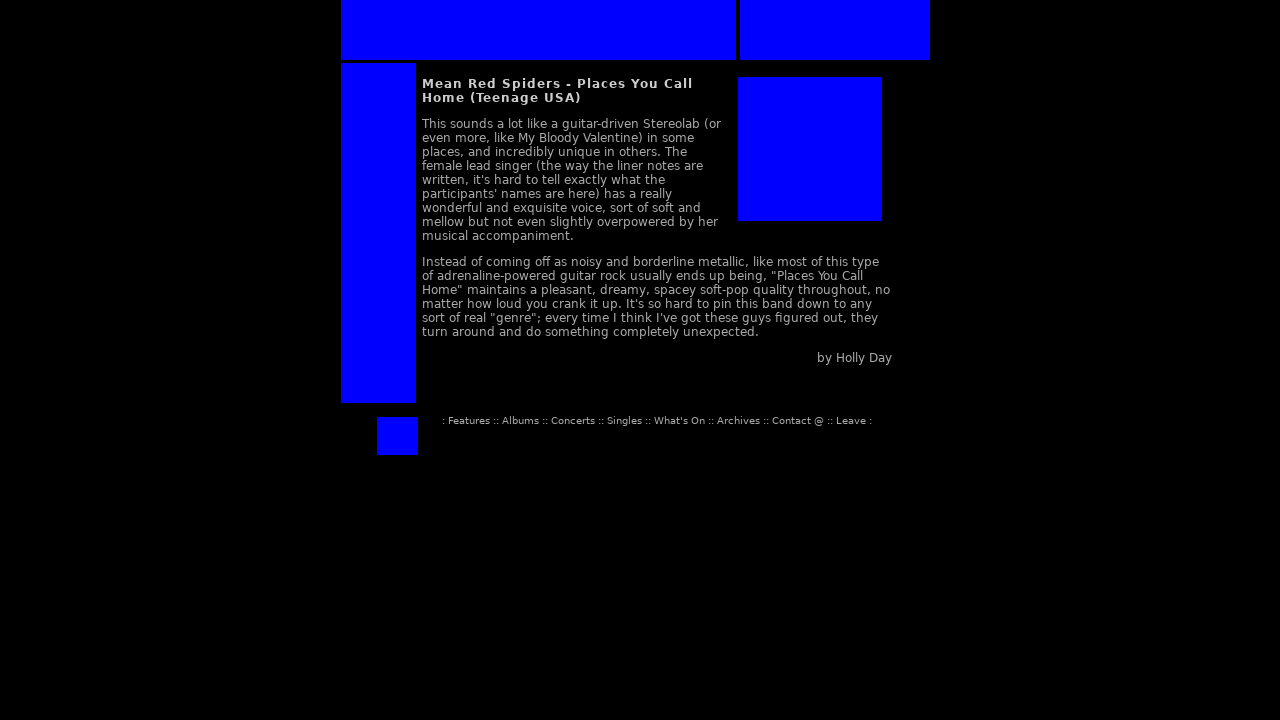 Mean Red Spiders - Places You Call
Home (Teenage USA)
This sounds a lot like a guitar-driven Stereolab (or
even more, like My Bloody Valentine) in some
places, and incredibly unique in others. The
female lead singer (the way the liner notes are
written, it's hard to tell exactly what the
participants' names are here) has a really
wonderful and exquisite voice, sort of soft and
mellow but not even slightly overpowered by her
musical accompaniment.
Instead of coming off as noisy and borderline metallic, like most of this type
of adrenaline-powered guitar rock usually ends up being, "Places You Call
Home" maintains a pleasant, dreamy, spacey soft-pop quality throughout, no
matter how loud you crank it up. It's so hard to pin this band down to any
sort of real "genre"; every time I think I've got these guys figured out, they
turn around and do something completely unexpected.
by Holly Day
: Features :: Albums :: Concerts :: Singles :: What's On :: Archives :: Contact @ :: Leave :